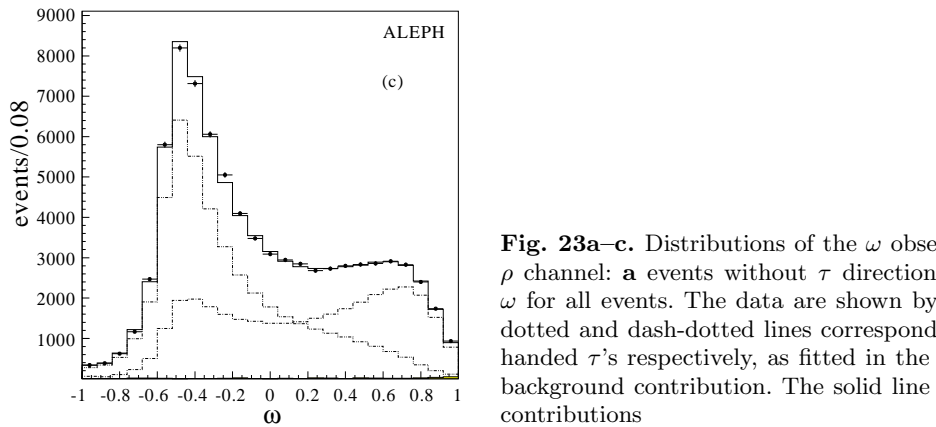 9000
8000
7000
6000
5000
4000
3000
2000
1000
events/0.08
ALEPH
(c)
-1 -0.8 -0.6 -0.4 -0.2 0 0.2 0.4 0.6 0.8 1
ω
Fig. 23a–c. Distributions of the ω obse
ρ channel: a events without τ direction
ω for all events. The data are shown by
dotted and dash-dotted lines correspond
handed τ's respectively, as fitted in the
background contribution. The solid line
contributions